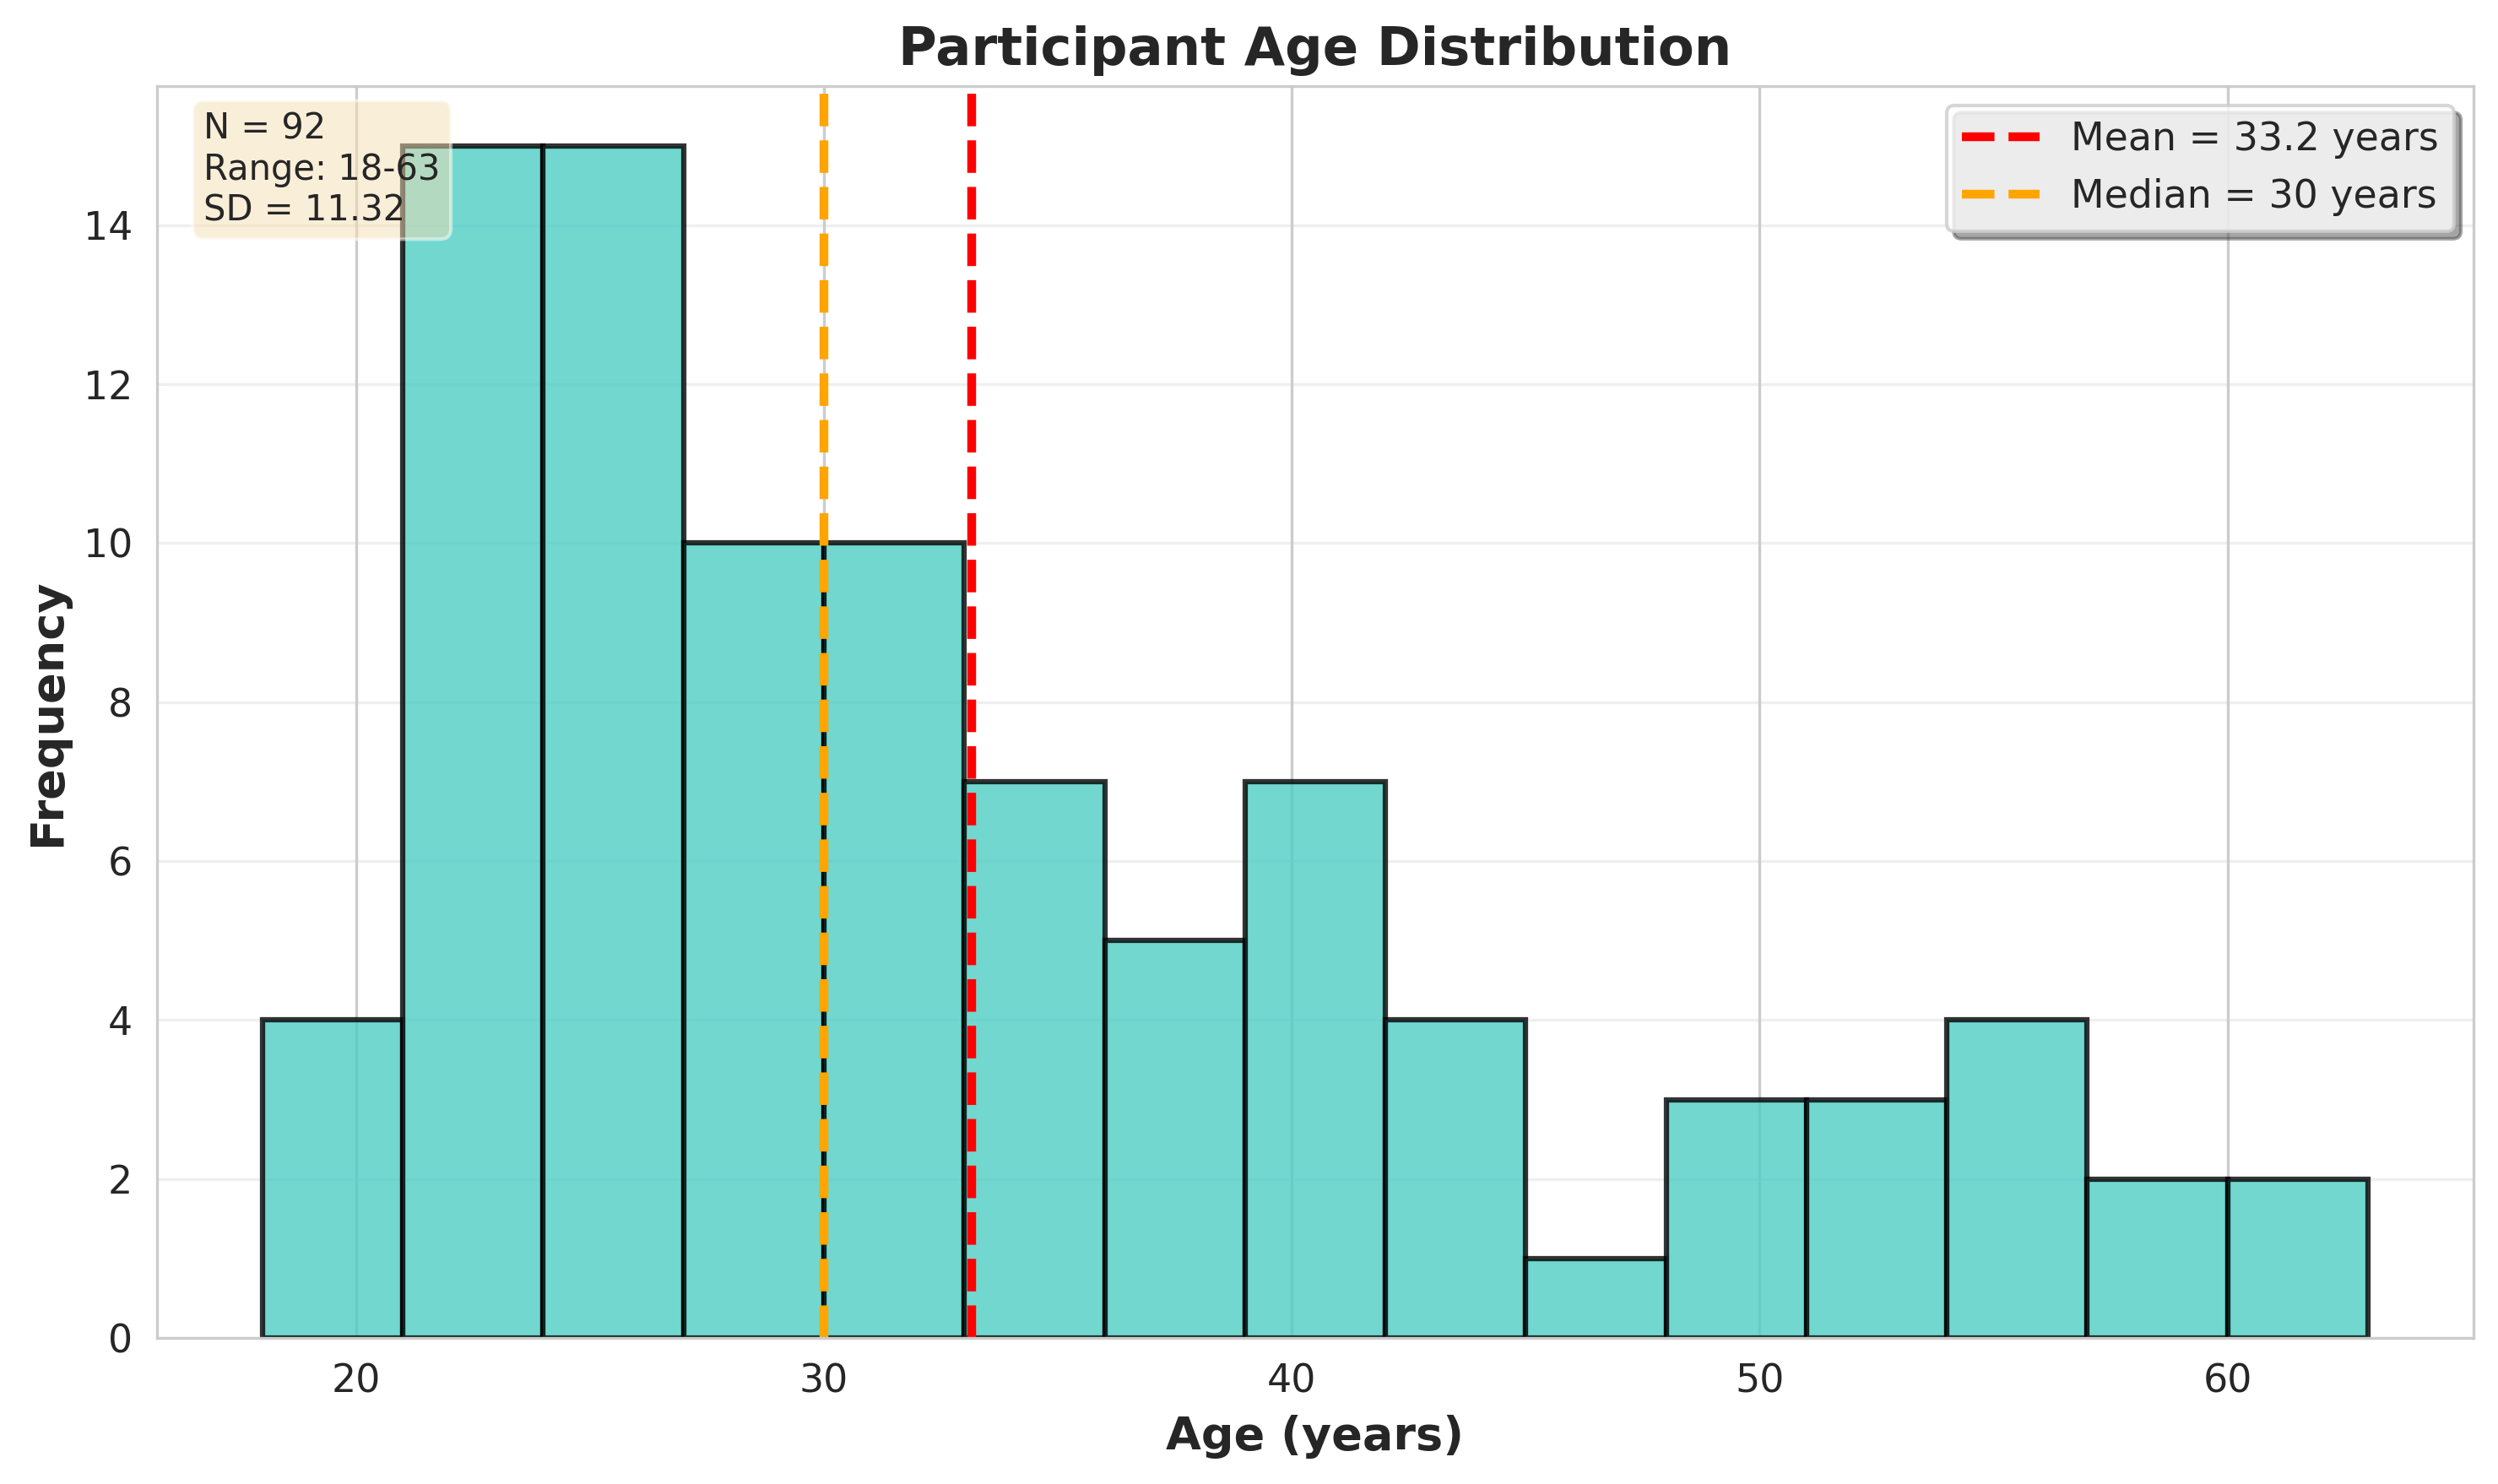 Participant Age Distribution
N = 92
Range: 18-63
SD = 11.32
Mean = 33.2 years
Median = 30 years
Frequency
14
12
10
8
6
4
2
0
20 30 40 50 60
Age (years)